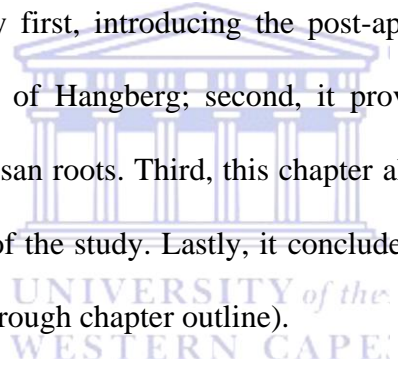 y first, introducing the post-ap
of Hangberg; second, it prov
san roots. Third, this chapter al
of the study. Lastly, it conclude
UNIVERSITY of the
rough chapter outline).
WESTERN CAPE